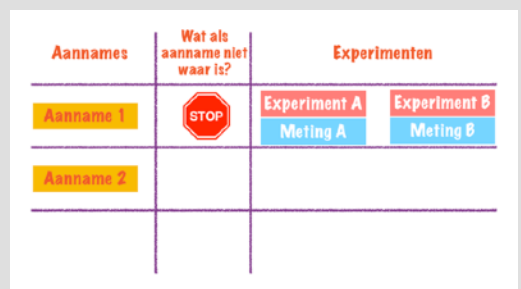 Aannames
Wat als
aanname niet
waar is?
Experimenten
Aanname 1
STOP
Experiment A
Meting A
Experiment B
Meting B
Aanname 2